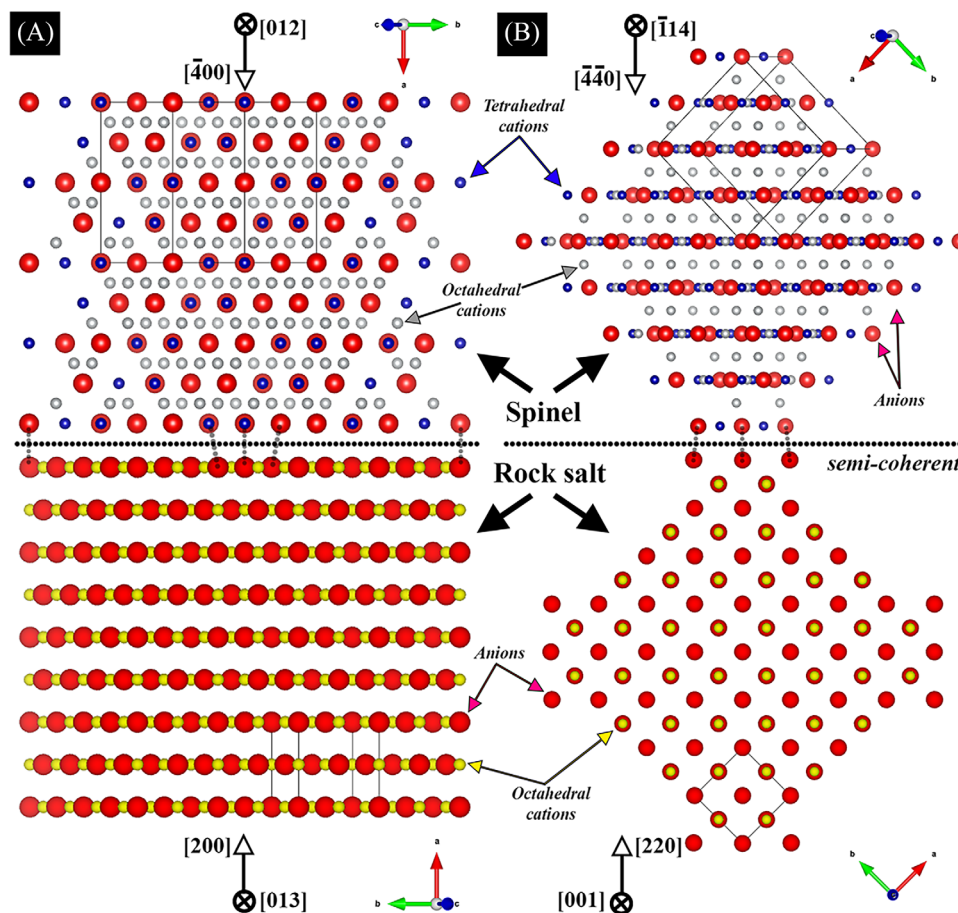 (A)
[012]
[4̅00]
c
b
a
(B)
[1̅14]
[4̅4̅0]
c
a
b
Tetrahedral
cations
Octahedral
cations
Anions
Spinel
Rock salt
semi-coherent
Anions
Octahedral
cations
[200]
[013]
a
b
c
[220]
[001]
b
a
c